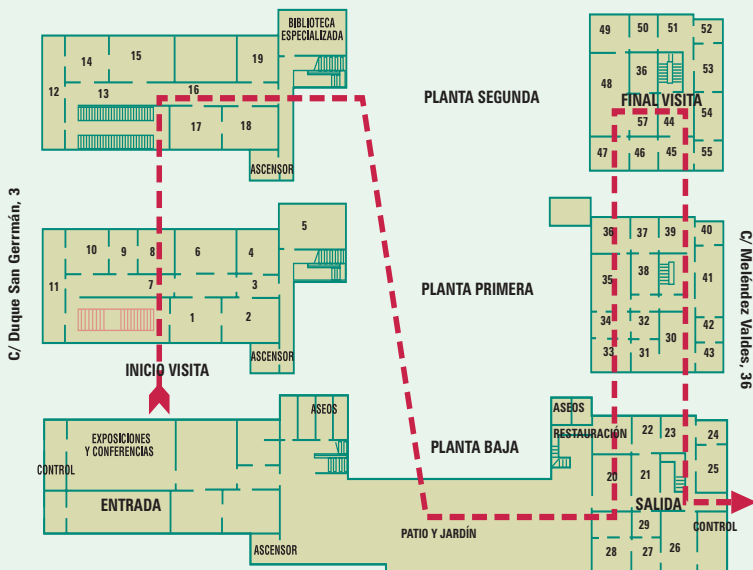 BIBLIOTECA
ESPECIALIZADA
14
15
19
12
13
16
17
18
ASCENSOR
PLANTA SEGUNDA
49
50
51
52
48
36
53
FINAL VISITA
54
57
44
47
46
45
55
C/ Duque San Gerrmán, 3
10
9
8
6
4
5
11
7
3
1
2
ASCENSOR
INICIO VISITA
PLANTA PRIMERA
36
37
39
40
35
38
41
34
32
30
42
33
31
43
C/ Meléndez Valdes, 36
EXPOSICIONES
Y CONFERENCIAS
ASEOS
CONTROL
ENTRADA
ASCENSOR
PLANTA BAJA
PATIO Y JARDÍN
ASEOS
RESTAURACIÓN
22
23
24
20
21
25
SALIDA
CONTROL
29
28
27
26